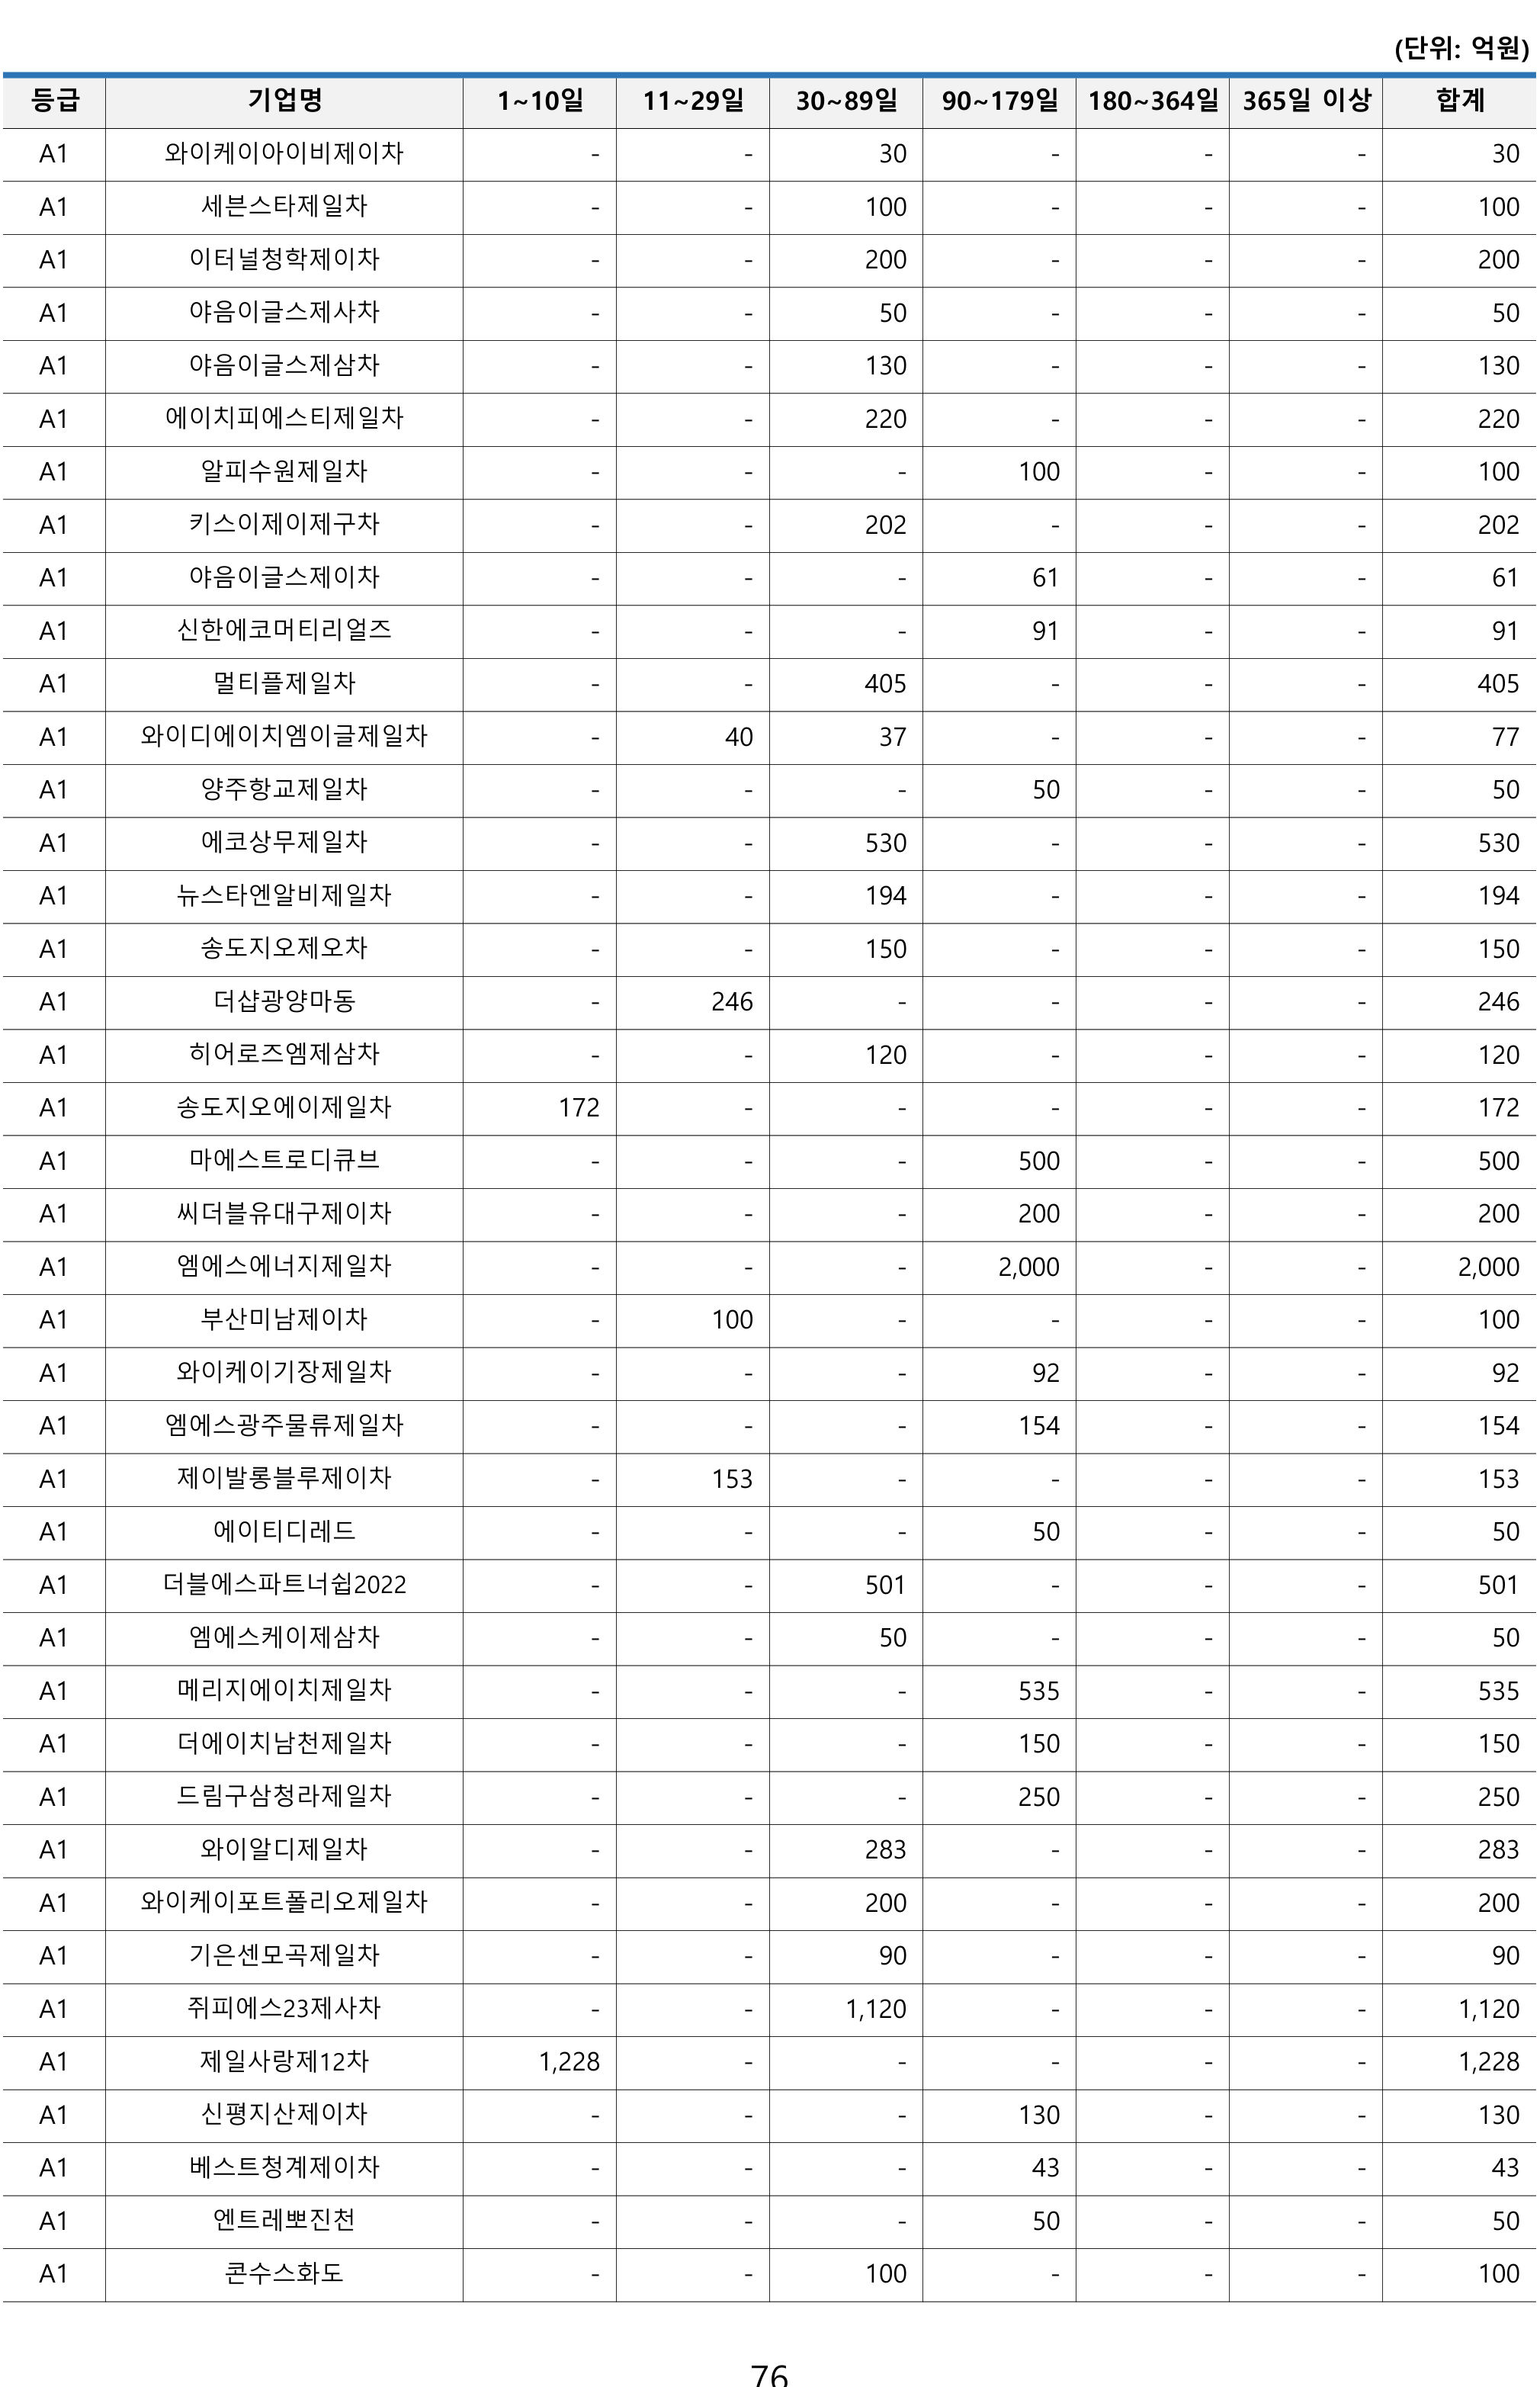 (단위: 억원)
등급 기업명 1~10일 11~29일 30~89일 90~179일 180~364일 365일 이상 합계
A1 와이케이아이비제이차 - - 30 - - - 30
A1 세븐스타제일차 - - 100 - - - 100
A1 이터널청학제이차 - - 200 - - - 200
A1 야음이글스제사차 - - 50 - - - 50
A1 야음이글스제삼차 - - 130 - - - 130
A1 에이치피에스티제일차 - - 220 - - - 220
A1 알피수원제일차 - - - 100 - - 100
A1 키스이제이제구차 - - 202 - - - 202
A1 야음이글스제이차 - - - 61 - - 61
A1 신한에코머티리얼즈 - - - 91 - - 91
A1 멀티플제일차 - - 405 - - - 405
A1 와이디에이치엠이글제일차 - 40 37 - - - 77
A1 양주항교제일차 - - - 50 - - 50
A1 에코상무제일차 - - 530 - - - 530
A1 뉴스타엔알비제일차 - - 194 - - - 194
A1 송도지오제오차 - - 150 - - - 150
A1 더샵광양마동 - 246 - - - - 246
A1 히어로즈엠제삼차 - - 120 - - - 120
A1 송도지오에이제일차 172 - - - - - 172
A1 마에스트로디큐브 - - - 500 - - 500
A1 씨더블유대구제이차 - - - 200 - - 200
A1 엠에스에너지제일차 - - - 2,000 - - 2,000
A1 부산미남제이차 - 100 - - - - 100
A1 와이케이기장제일차 - - - 92 - - 92
A1 엠에스광주물류제일차 - - - 154 - - 154
A1 제이발롱블루제이차 - 153 - - - - 153
A1 에이티디레드 - - - 50 - - 50
A1 더블에스파트너쉽2022 - - 501 - - - 501
A1 엠에스케이제삼차 - - 50 - - - 50
A1 메리지에이치제일차 - - - 535 - - 535
A1 더에이치남천제일차 - - - 150 - - 150
A1 드림구삼청라제일차 - - - 250 - - 250
A1 와이알디제일차 - - 283 - - - 283
A1 와이케이포트폴리오제일차 - - 200 - - - 200
A1 기은센모곡제일차 - - 90 - - - 90
A1 쥐피에스23제사차 - - 1,120 - - - 1,120
A1 제일사랑제12차 1,228 - - - - - 1,228
A1 신평지산제이차 - - - 130 - - 130
A1 베스트청계제이차 - - - 43 - - 43
A1 엔트레뽀진천 - - - 50 - - 50
A1 콘수스화도 - - 100 - - - 100
76